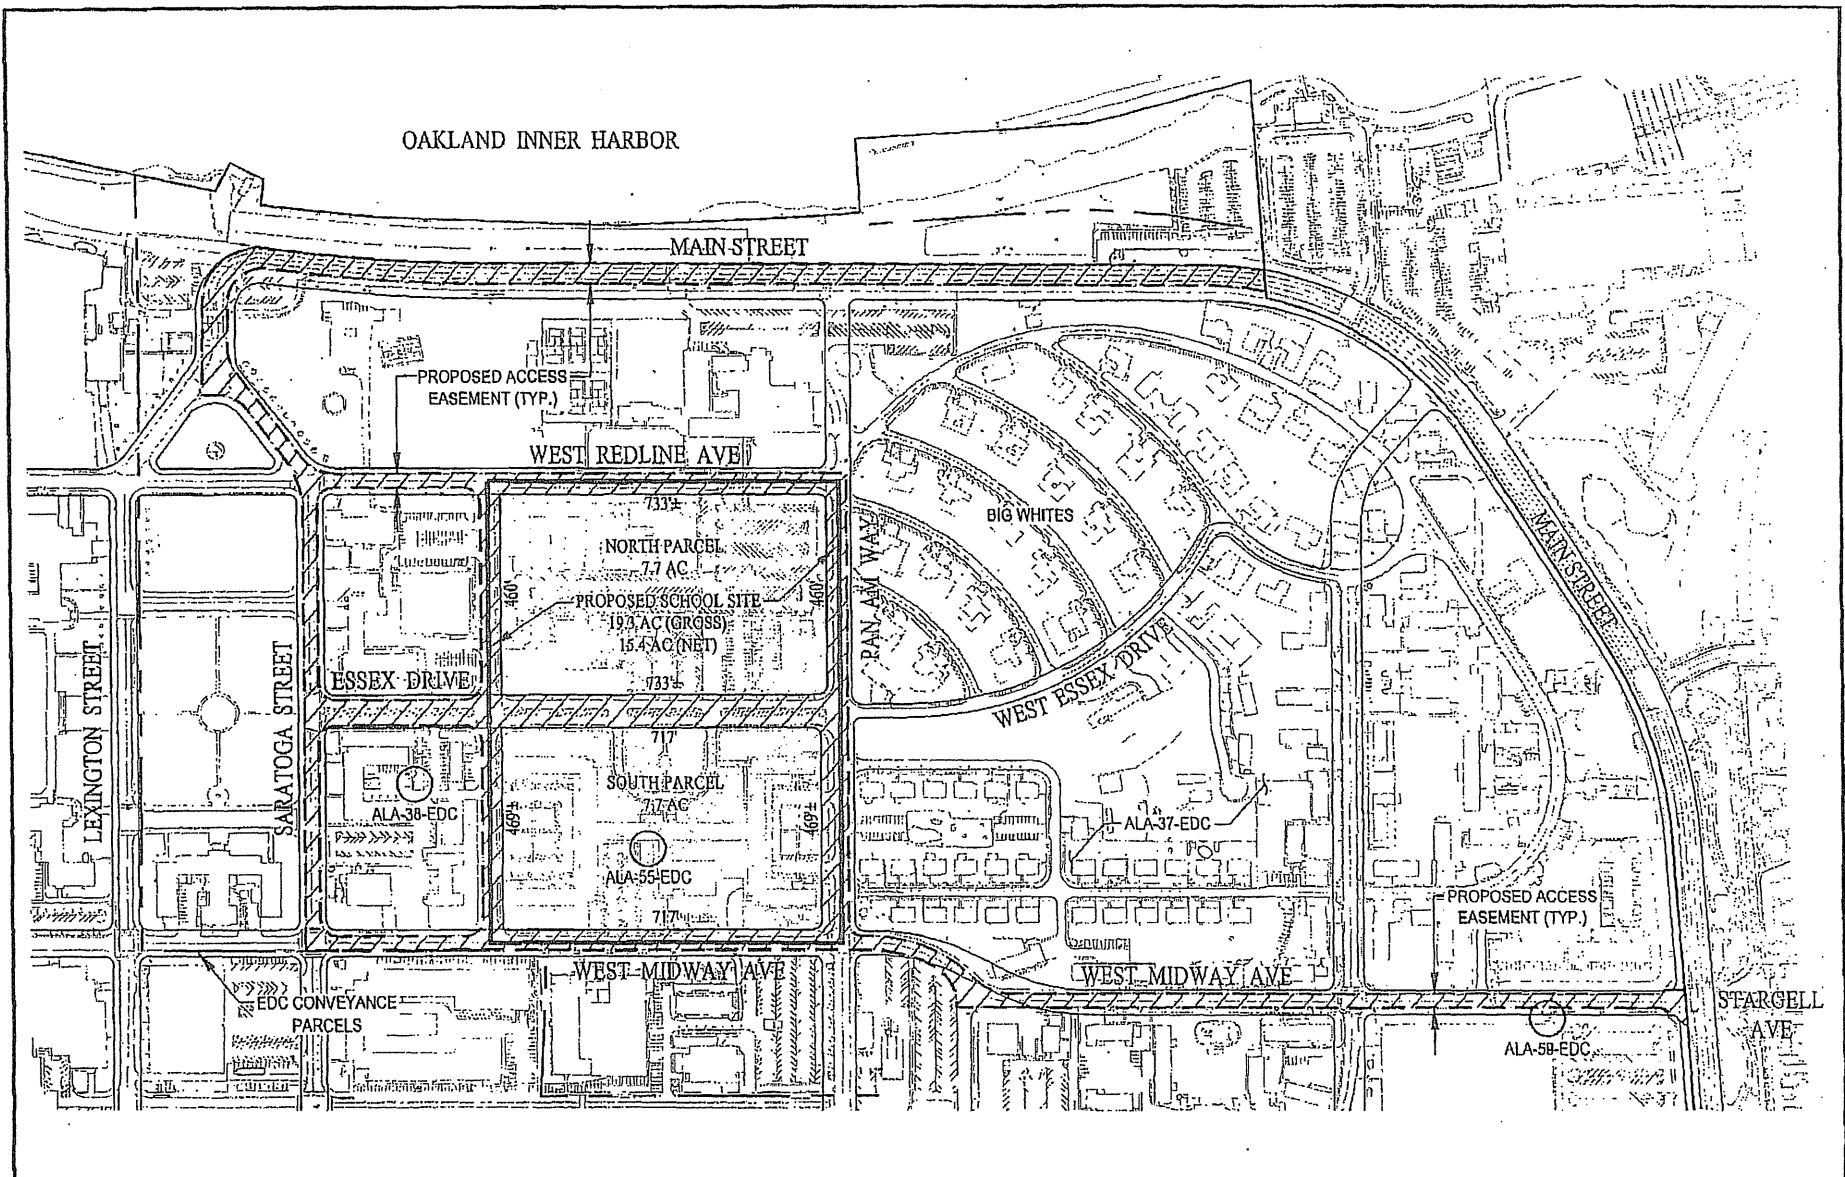 OAKLAND INNER HARBOR
MAIN STREET
PROPOSED ACCESS
EASEMENT (TYP.)
WEST REDLINE AVE
733'±
NORTH PARCEL
7.7 AC
460'
460'
PROPOSED SCHOOL SITE
19.3 AC (GROSS)
15.4 AC (NET)
733'±
BIG WHITES
PAN AM WAY
MAIN STREET
LEXINGTON STREET
SARATOGA STREET
ESSEX DRIVE
WEST ESSEX DRIVE
717'
SOUTH PARCEL
7.7 AC
469'±
469'±
ALA-38-EDC
ALA-55-EDC
717'
ALA-37-EDC
PROPOSED ACCESS
EASEMENT (TYP.)
WEST MIDWAY AVE
WEST MIDWAY AVE
EDC CONVEYANCE
PARCELS
STARGELL
AVE
ALA-59-EDC